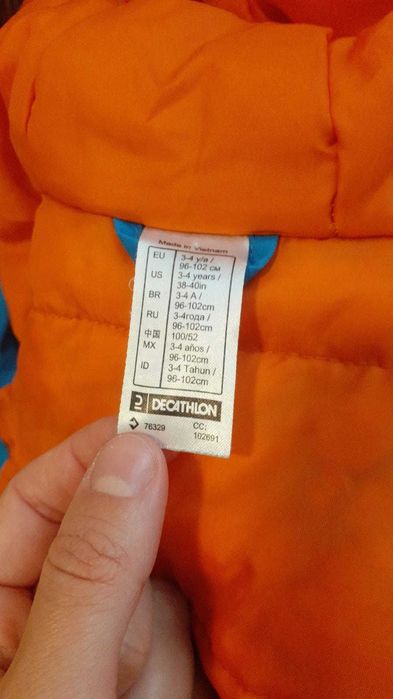 Made in Vietnam
EU 3-4 y/a /
96-102 см
US 3-4 years /
38-40in
BR 3-4 A /
96-102cm
RU 3-4года /
96-102cm
中国 100/52
MX 3-4 años /
96-102cm
ID 3-4 Tahun /
96-102cm
DECATHLON
76329 CC:
102691